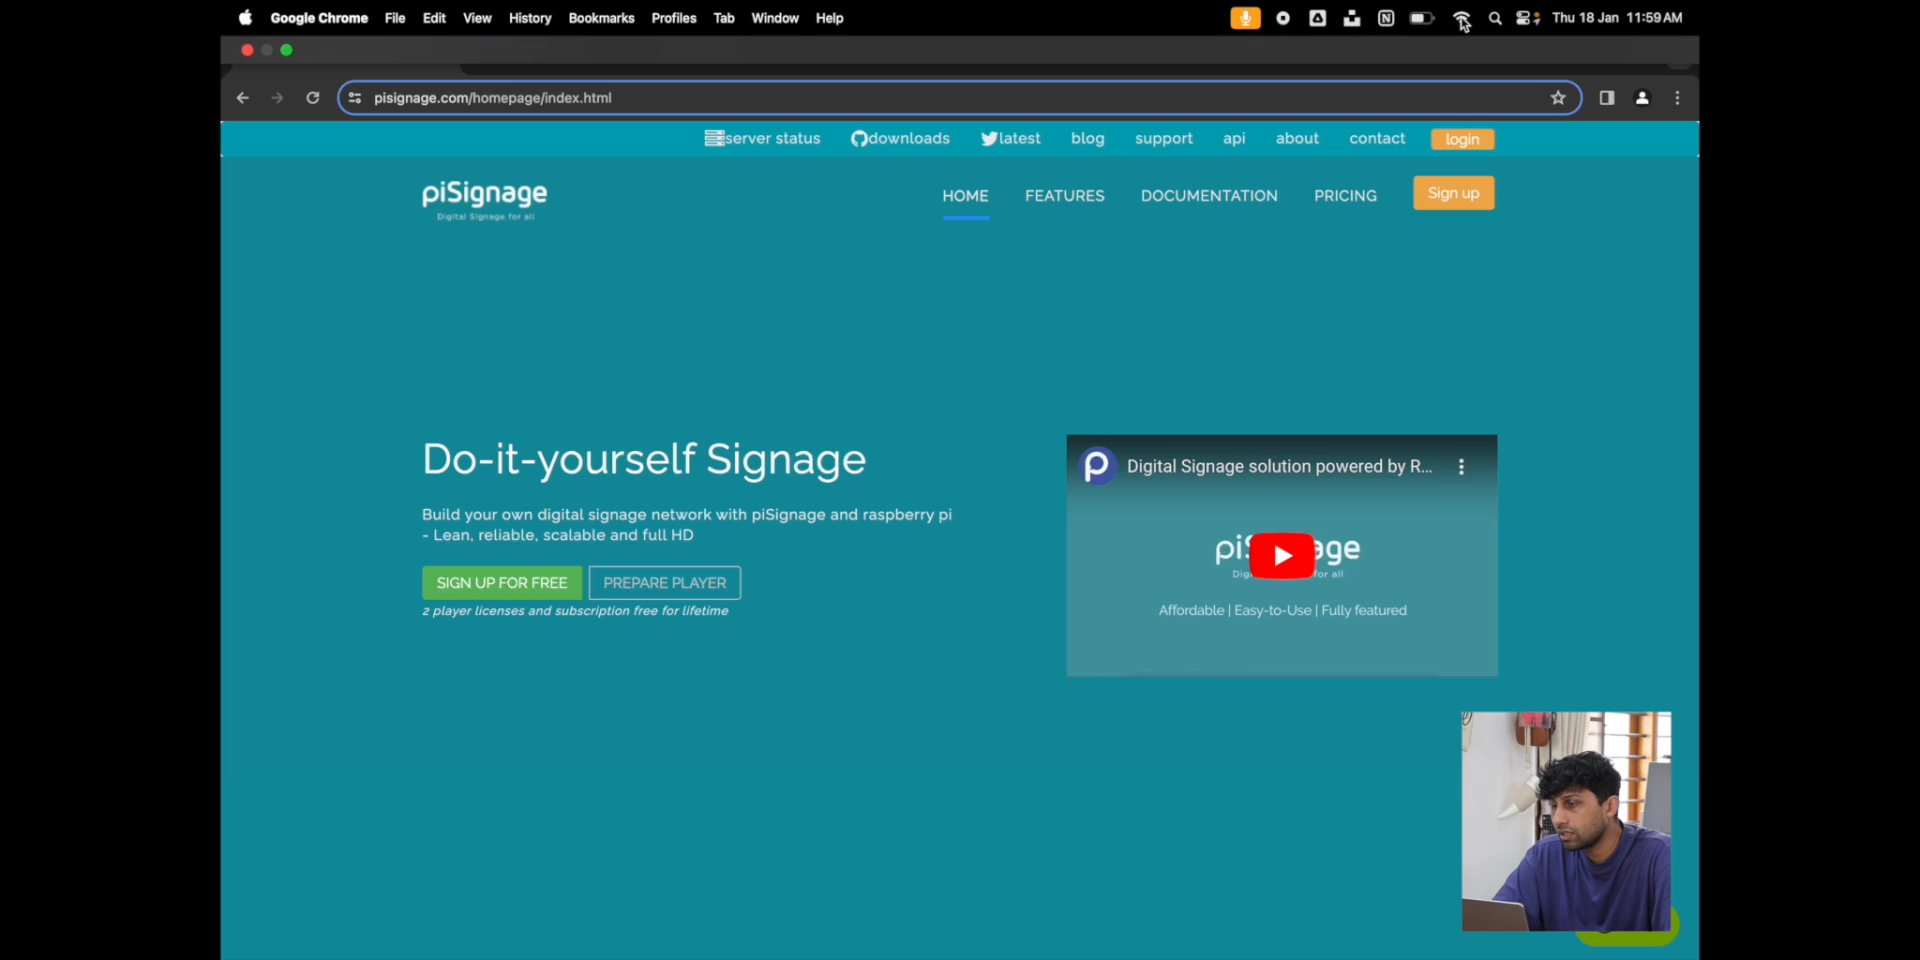 Google Chrome File Edit View History Bookmarks Profiles Tab Window Help Thu 18 Jan 11:59 AM
pisignage.com/homepage/index.html
server status downloads latest blog support api about contact login
piSignage
Digital Signage for all
HOME FEATURES DOCUMENTATION PRICING Sign up
Do-it-yourself Signage
Build your own digital signage network with piSignage and raspberry pi
- Lean, reliable, scalable and full HD
SIGN UP FOR FREE PREPARE PLAYER
2 player licenses and subscription free for lifetime
Digital Signage solution powered by R...
Affordable | Easy-to-Use | Fully featured